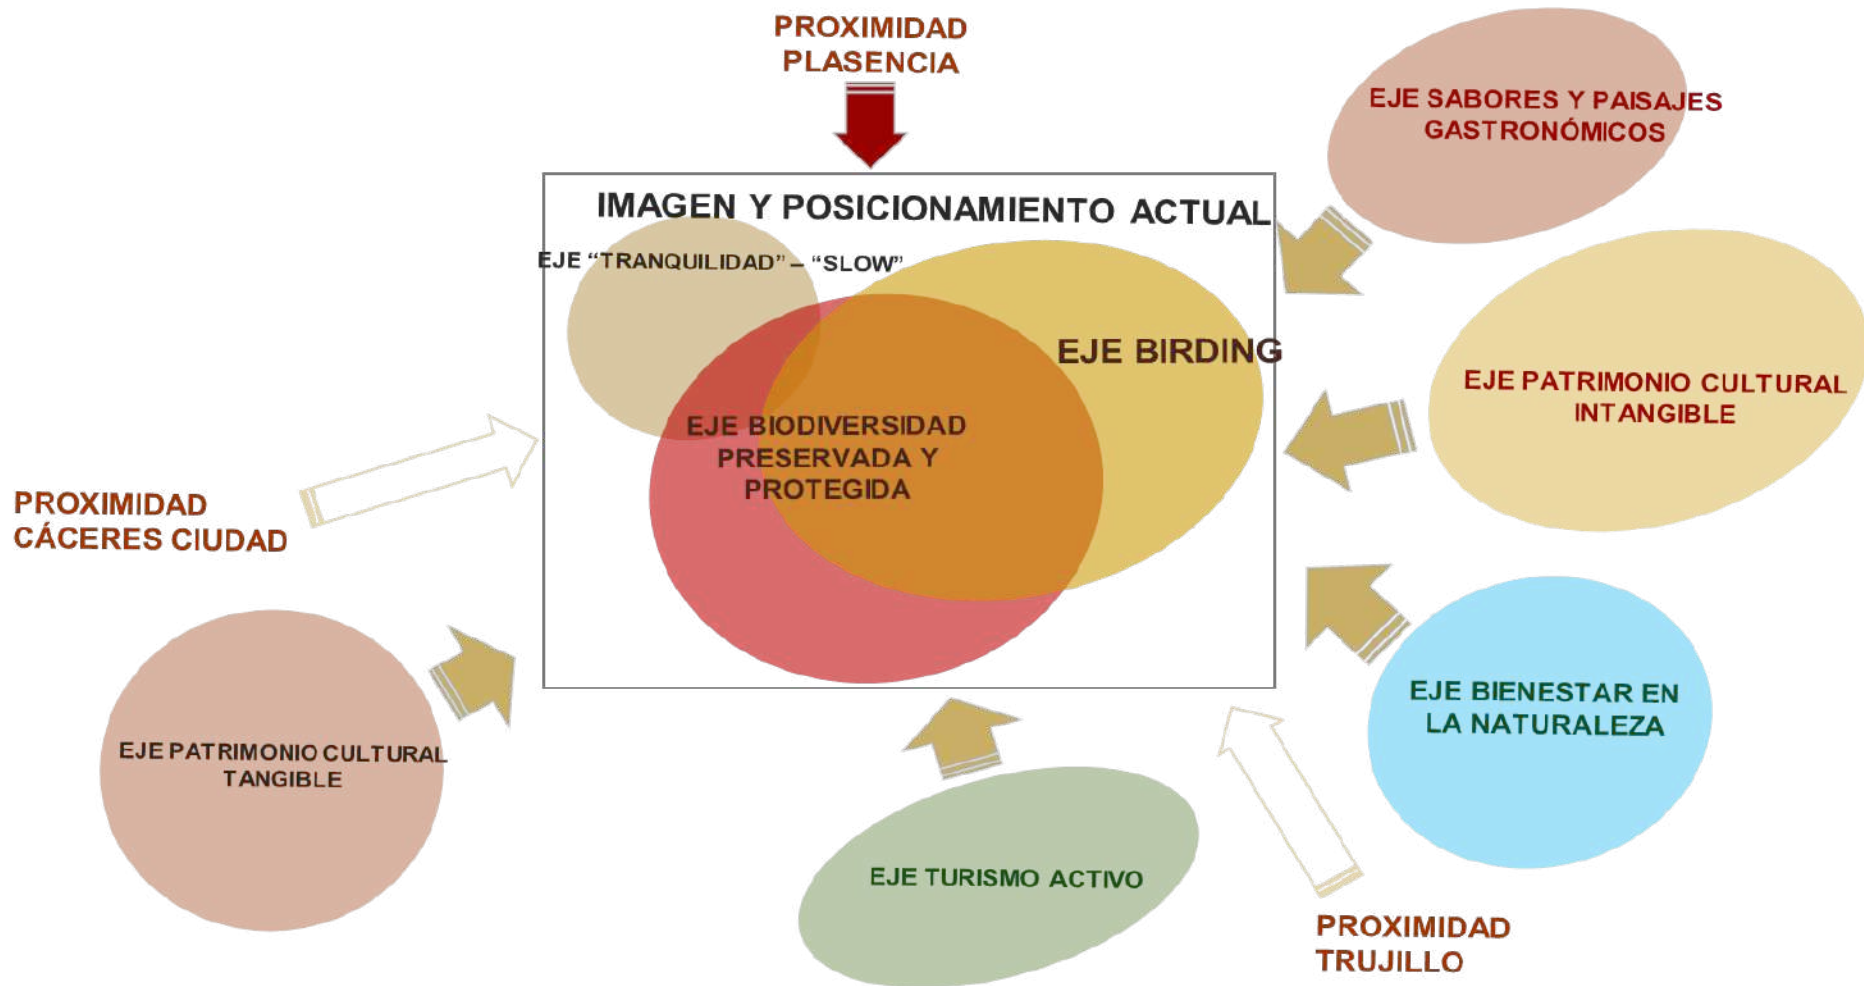 PROXIMIDAD
PLASENCIA
EJE SABORES Y PAISAJES
GASTRONÓMICOS
IMAGEN Y POSICIONAMIENTO ACTUAL
EJE “TRANQUILIDAD” – “SLOW”
EJE BIRDING
EJE PATRIMONIO CULTURAL
INTANGIBLE
EJE BIODIVERSIDAD
PRESERVADA Y
PROTEGIDA
PROXIMIDAD
CÁCERES CIUDAD
EJE BIENESTAR EN
LA NATURALEZA
EJE PATRIMONIO CULTURAL
TANGIBLE
EJE TURISMO ACTIVO
PROXIMIDAD
TRUJILLO